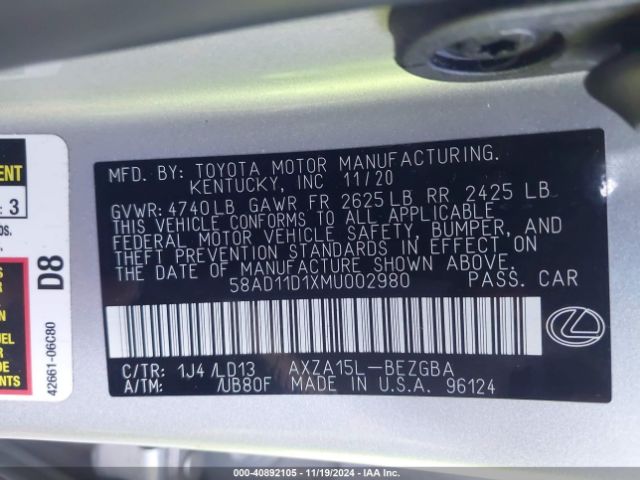 MENT
: 3
os.
D8
42661-06C80
MFD. BY: TOYOTA MOTOR MANUFACTURING.
KENTUCKY, INC 11/20
GVWR: 4740LB GAWR FR 2625LB RR 2425 LB
THIS VEHICLE CONFORMS TO ALL APPLICABLE
FEDERAL MOTOR VEHICLE SAFETY, BUMPER, AND
THEFT PREVENTION STANDARDS IN EFFECT ON
THE DATE OF MANUFACTURE SHOWN ABOVE.
58AD11D1XMU002980 PASS. CAR
C/TR: 1J4 /LD13 AXZA15L-BEZGBA
A/TM: /UB80F MADE IN U.S.A. 96124
000-40892105 - 11/19/2024 - IAA Inc.